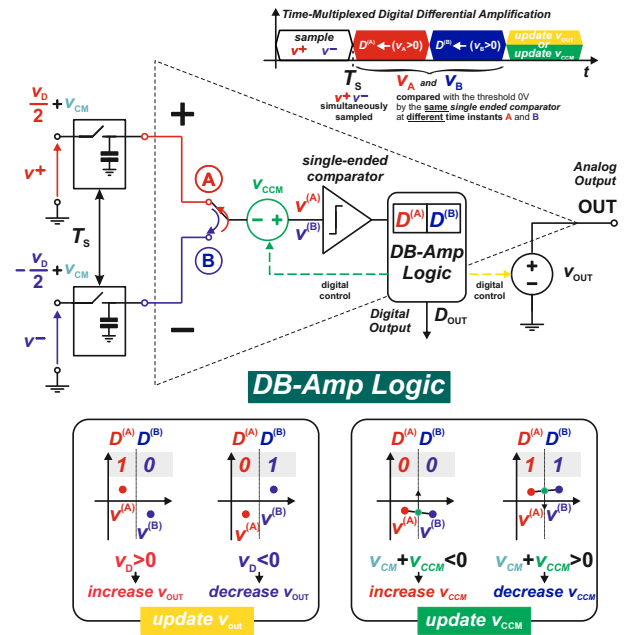 Time-Multiplexed Digital Differential Amplification
sample
v+ v−
D(A)←(vA>0)
D(B)←(vB>0)
update vOUT
or
update vCCM
t
TS
vA and vB
v+ v−
simultaneously
sampled
compared with the threshold 0V
by the same single ended comparator
at different time instants A and B
vD/2 + vCM
v+
TS
−vD/2 + vCM
v−
+
−
A
B
vCCM
− +
single-ended
comparator
v(A)
v(B)
D(A) D(B)
DB-Amp
Logic
digital
control
digital
control
Digital
Output
DOUT
Analog
Output
OUT
+
−
vOUT
DB-Amp Logic
D(A) D(B)
1 0
v(A)
v(B)
vD>0
increase vOUT
D(A) D(B)
0 1
v(A)
v(B)
vD<0
decrease vOUT
update vout
D(A) D(B)
0 0
v(A)
v(B)
vCM+vCCM<0
increase vCCM
D(A) D(B)
1 1
v(A)
v(B)
vCM+vCCM>0
decrease vCCM
update vCCM